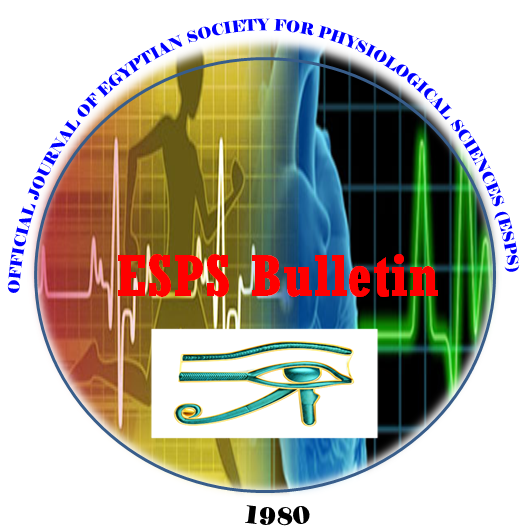 OFFICIAL JOURNAL OF EGYPTIAN SOCIETY FOR PHYSIOLOGICAL SCIENCES (ESPS)
ESPS Bulletin
1980